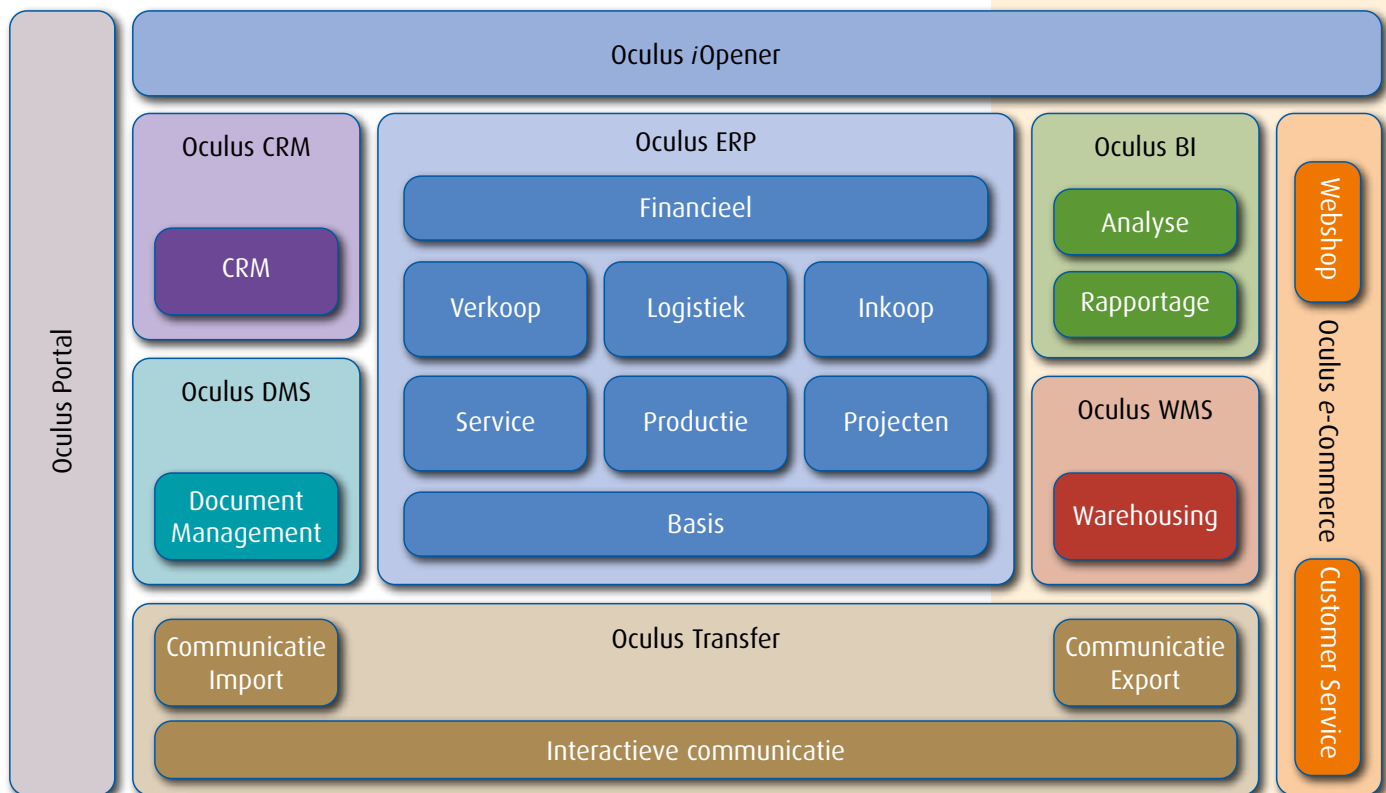 Oculus Portal
Oculus iOpener
Oculus CRM
CRM
Oculus DMS
Document
Management
Oculus ERP
Financieel
Verkoop
Logistiek
Inkoop
Service
Productie
Projecten
Basis
Oculus BI
Analyse
Rapportage
Oculus WMS
Warehousing
Webshop
Oculus e-Commerce
Customer Service
Oculus Transfer
Communicatie
Import
Communicatie
Export
Interactieve communicatie